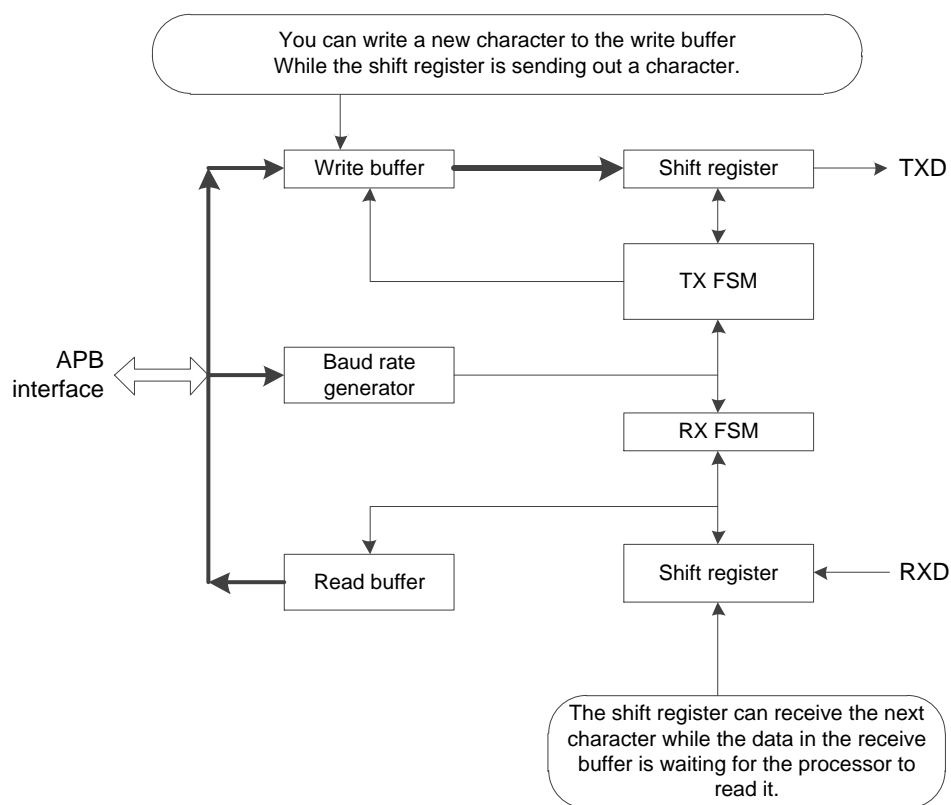 You can write a new character to the write buffer
While the shift register is sending out a character.
Write buffer
Shift register
TXD
TX FSM
APB
interface
Baud rate
generator
RX FSM
Read buffer
Shift register
RXD
The shift register can receive the next
character while the data in the receive
buffer is waiting for the processor to
read it.